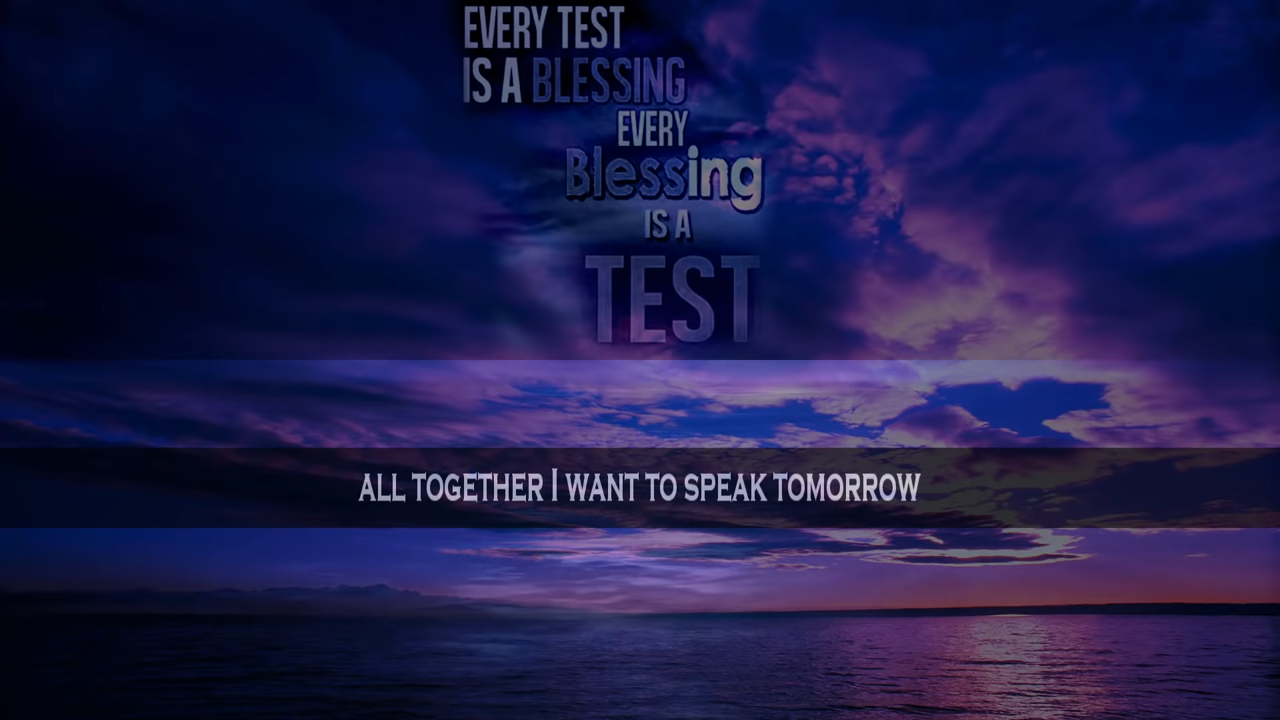 EVERY TEST
IS A BLESSING
EVERY
Blessing
IS A
TEST
ALL TOGETHER I WANT TO SPEAK TOMORROW